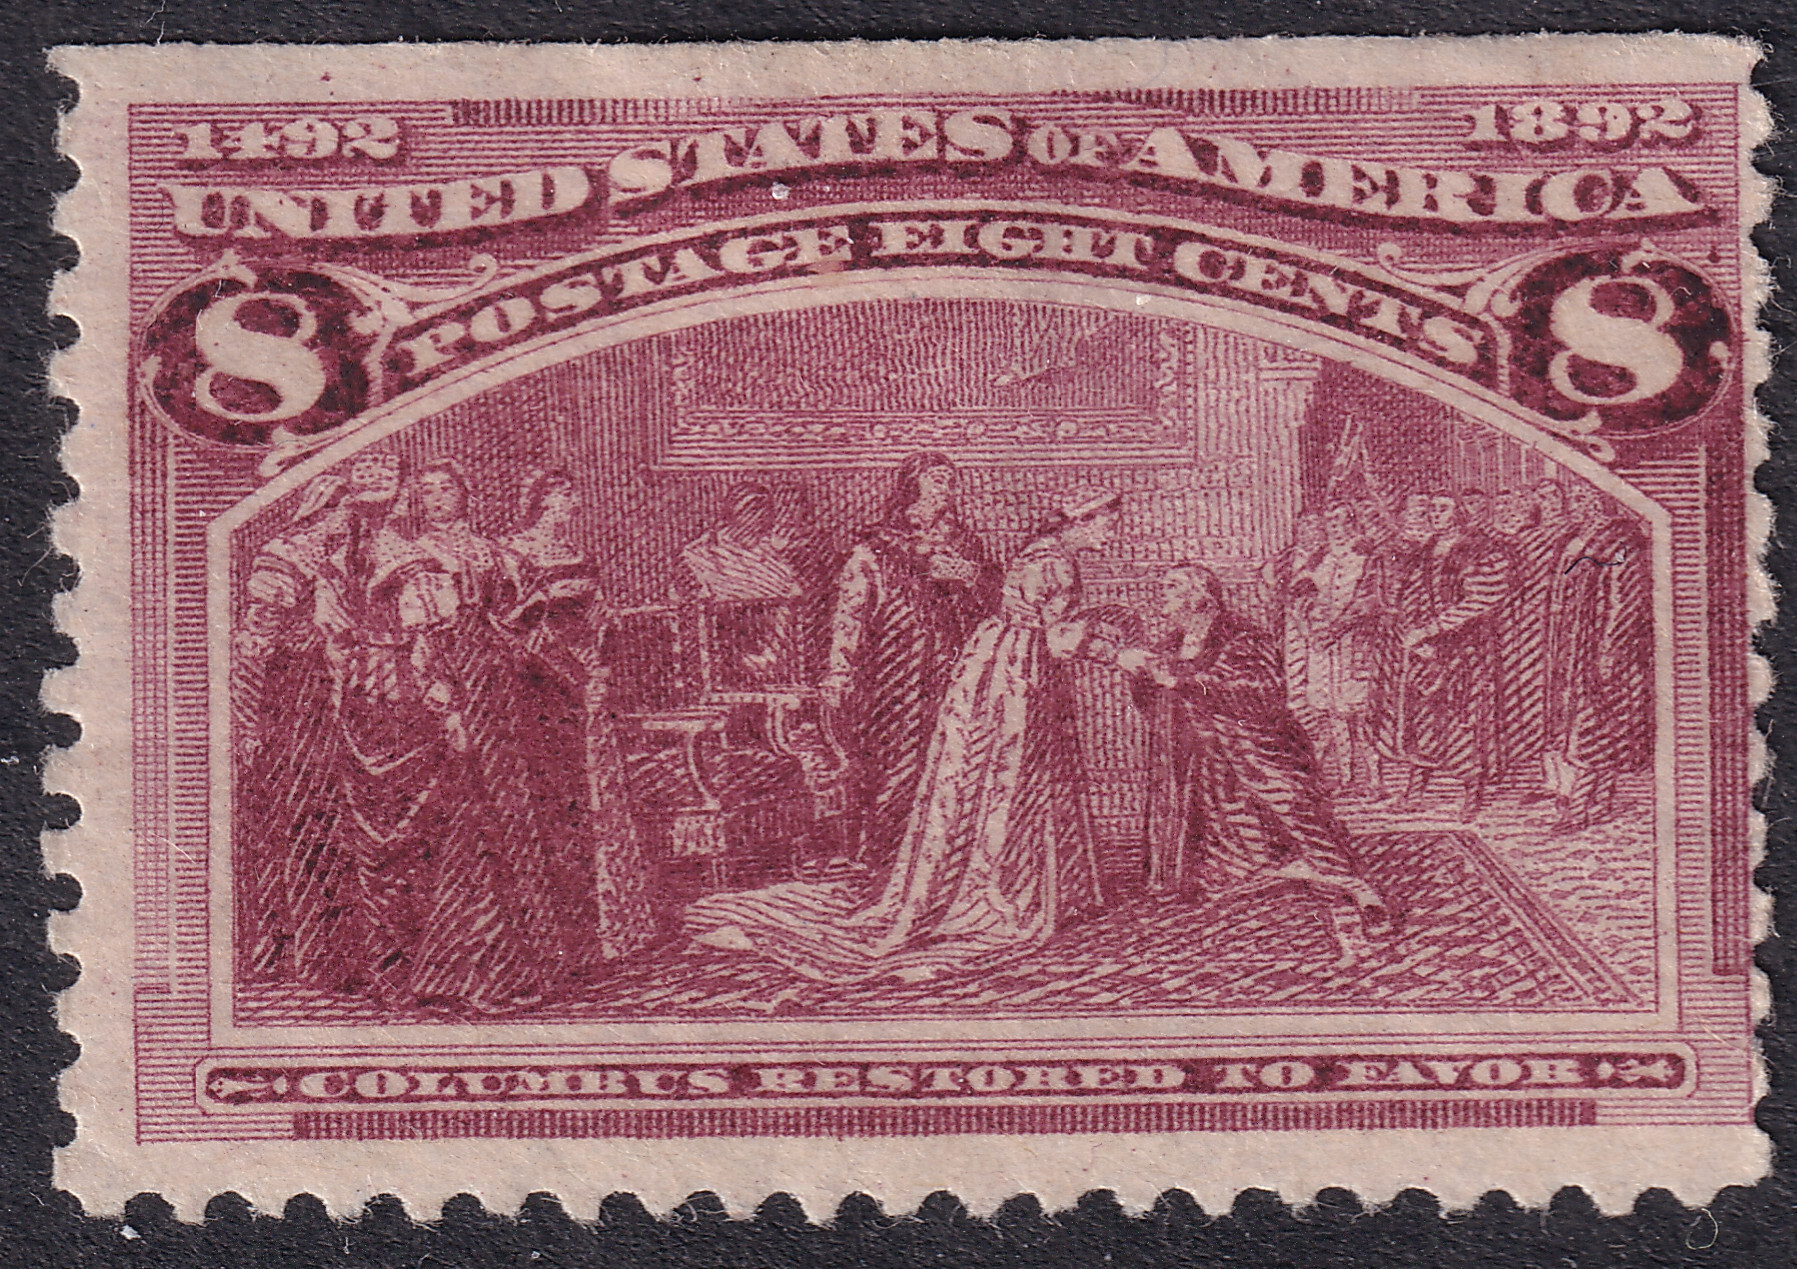 1492 1892
UNITED STATES OF AMERICA
POSTAGE EIGHT CENTS
8 8
COLUMBUS RESTORED TO FAVOR